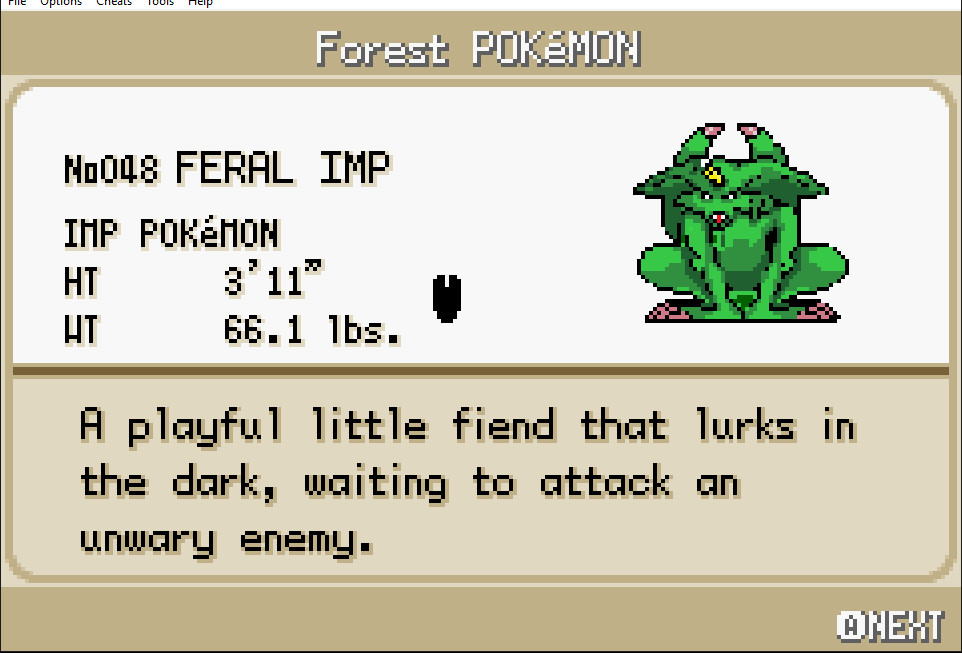 File Options Cheats Tools Help
Forest POKéMON
No048 FERAL IMP
IMP POKéMON
HT 3'11"
WT 66.1 lbs.
A playful little fiend that lurks in
the dark, waiting to attack an
unwary enemy.
A NEXT